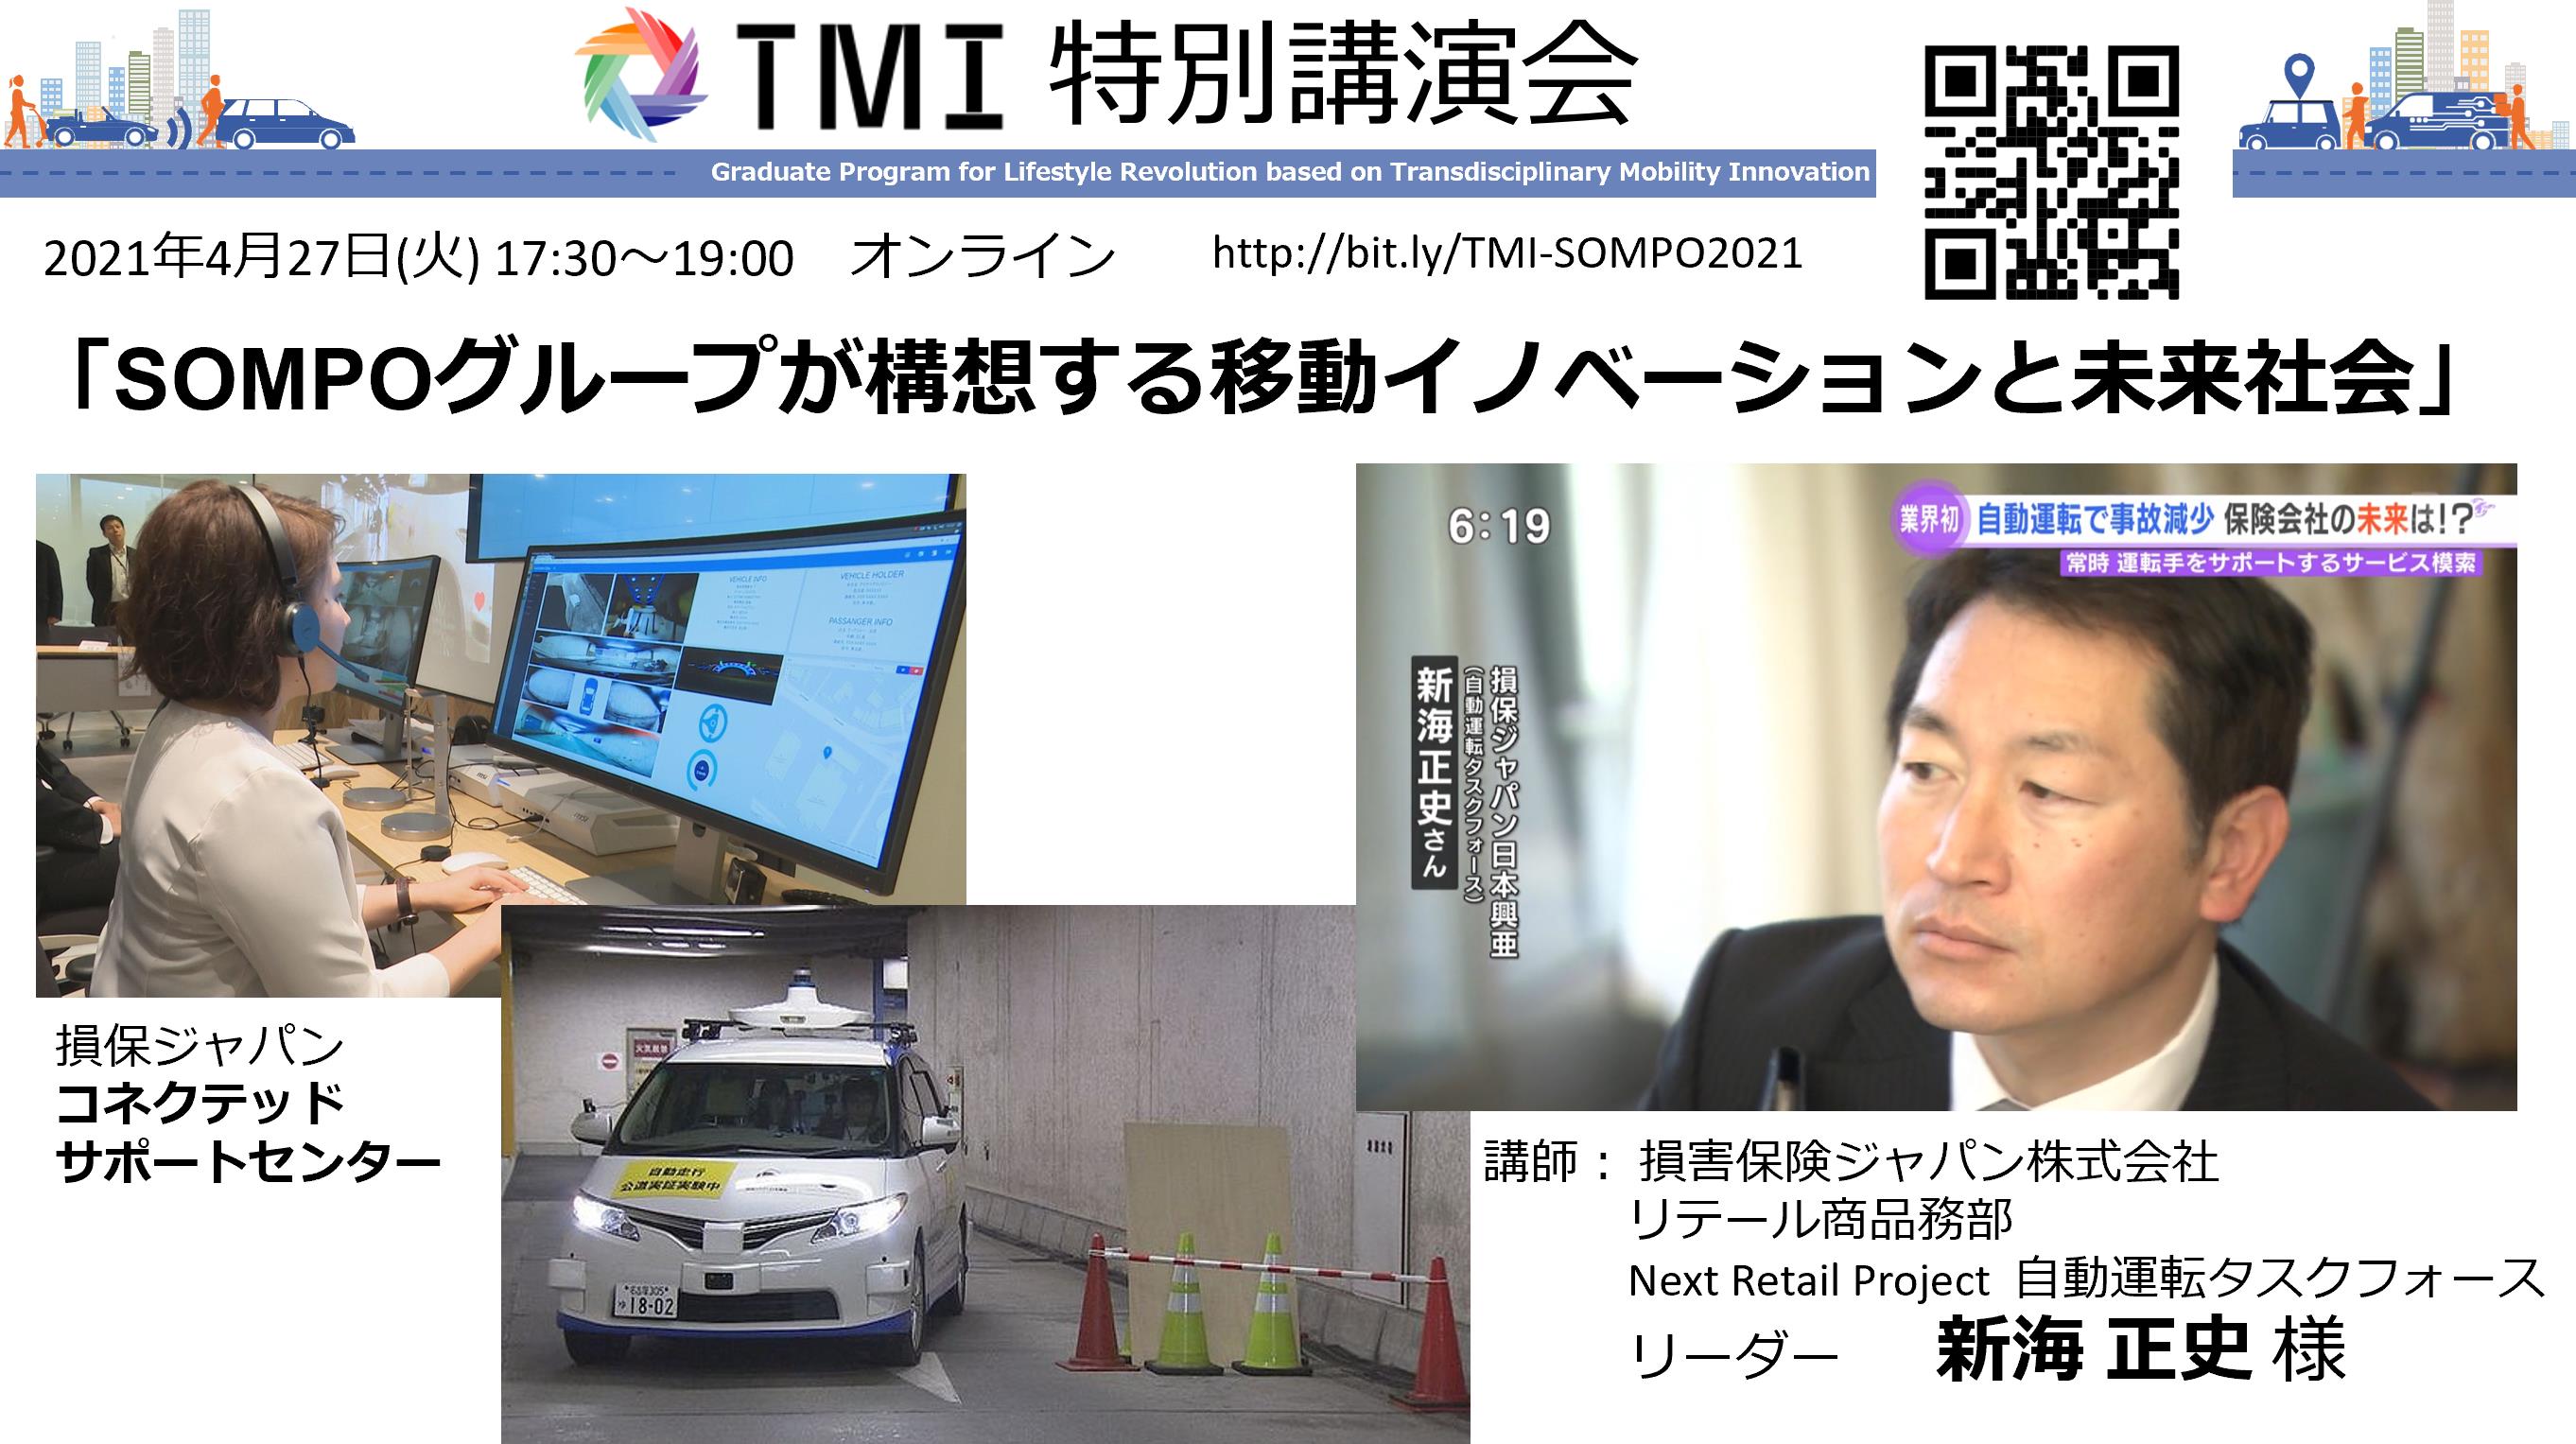 TMI 特別講演会
Graduate Program for Lifestyle Revolution based on Transdisciplinary Mobility Innovation
2021年4月27日(火) 17:30～19:00 オンライン http://bit.ly/TMI-SOMPO2021
「SOMPOグループが構想する移動イノベーションと未来社会」
VEHICLE INFO
VEHICLE HOLDER
PASSANGER INFO
6:19
業界初 自動運転で事故減少 保険会社の未来は!?
常時 運転手をサポートするサービス模索
損保ジャパン日本興亜
(自動運転タスクフォース)
新海正史さん
損保ジャパン
コネクテッド
サポートセンター
火気厳禁
自動走行
公道実証実験中
名古屋 305
ゆ 18-02
講師： 損害保険ジャパン株式会社
リテール商品務部
Next Retail Project 自動運転タスクフォース
リーダー 新海 正史 様